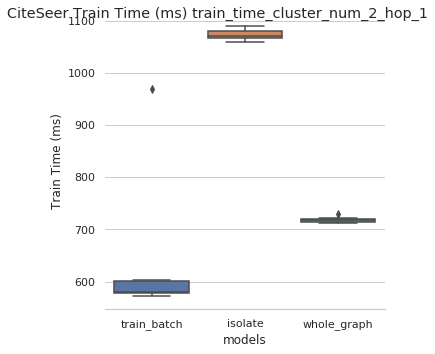 CiteSeer Train Time (ms) train_time_cluster_num_2_hop_1
1100
1000
900
800
700
600
Train Time (ms)
train_batch isolate whole_graph
models